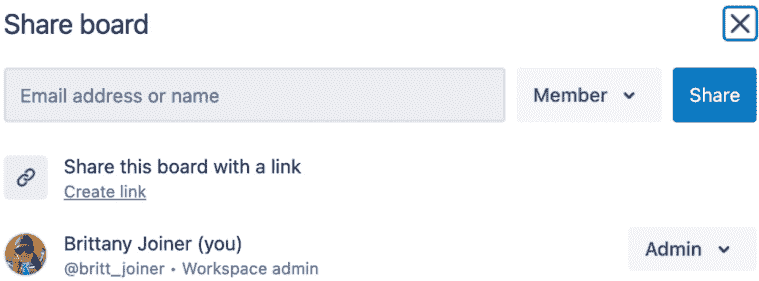 Share board
Email address or name
Member
Share
Share this board with a link
Create link
Brittany Joiner (you)
Admin
@britt_joiner • Workspace admin